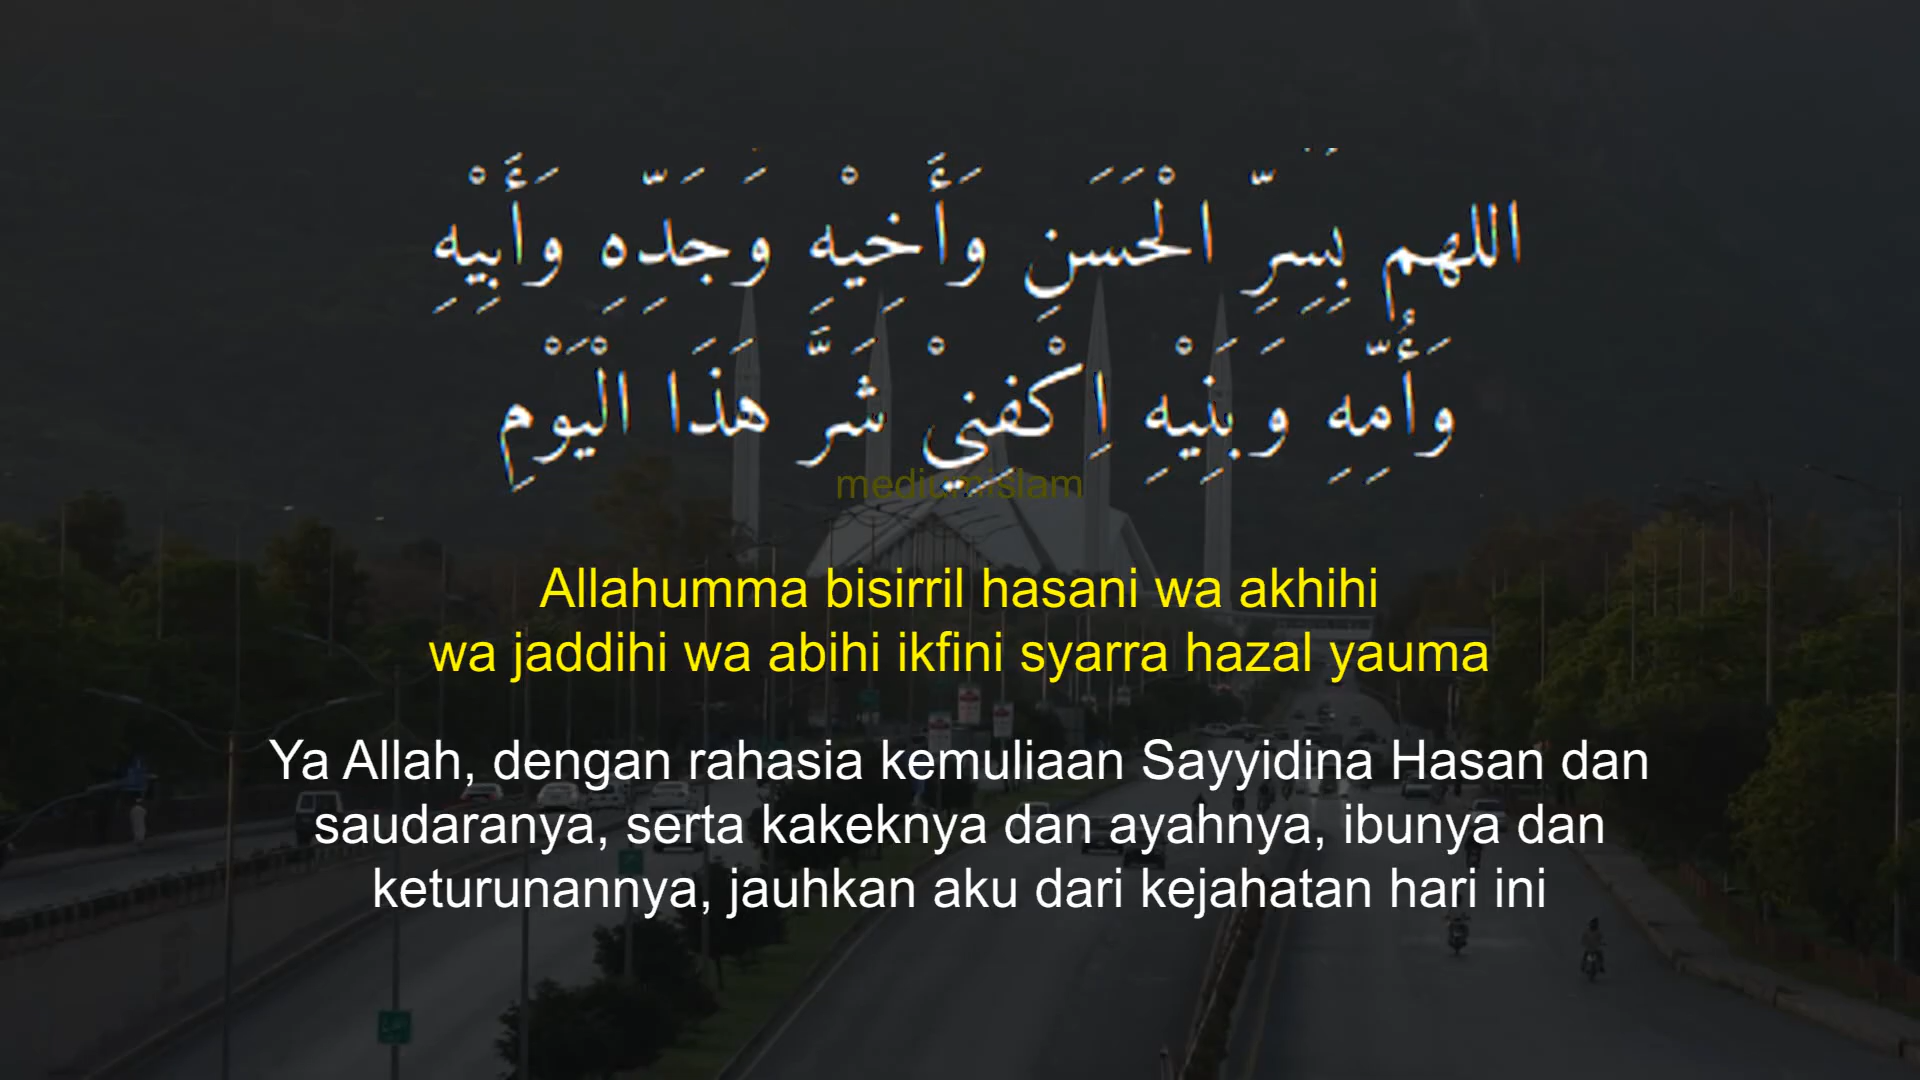 اللهم بِسِرِّ الْحَسَنِ وَأَخِيْهِ وَجَدِّهِ وَأَبِيْهِ
وَأُمِّهِ وَبَنِيْهِ اِكْفِنِيْ شَرَّ هَذَا الْيَوْمِ
mediumislam
Allahumma bisirril hasani wa akhihi
wa jaddihi wa abihi ikfini syarra hazal yauma
Ya Allah, dengan rahasia kemuliaan Sayyidina Hasan dan
saudaranya, serta kakeknya dan ayahnya, ibunya dan
keturunannya, jauhkan aku dari kejahatan hari ini